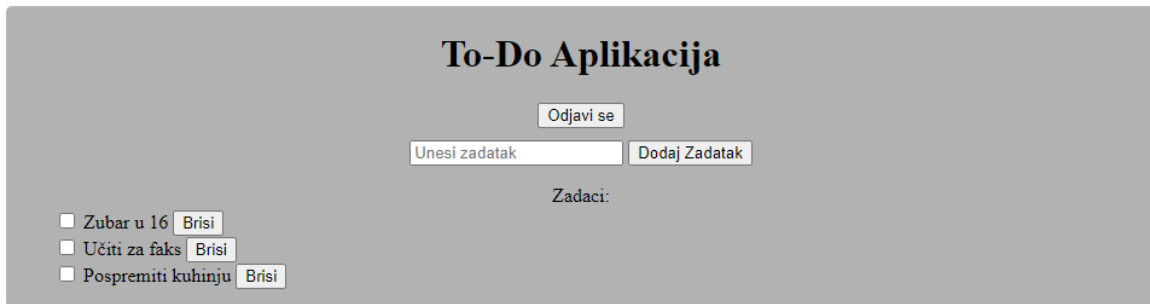 To-Do Aplikacija
Odjavi se
Unesi zadatak Dodaj Zadatak
Zadaci:
Zubar u 16 Brisi
Učiti za faks Brisi
Pospremiti kuhinju Brisi